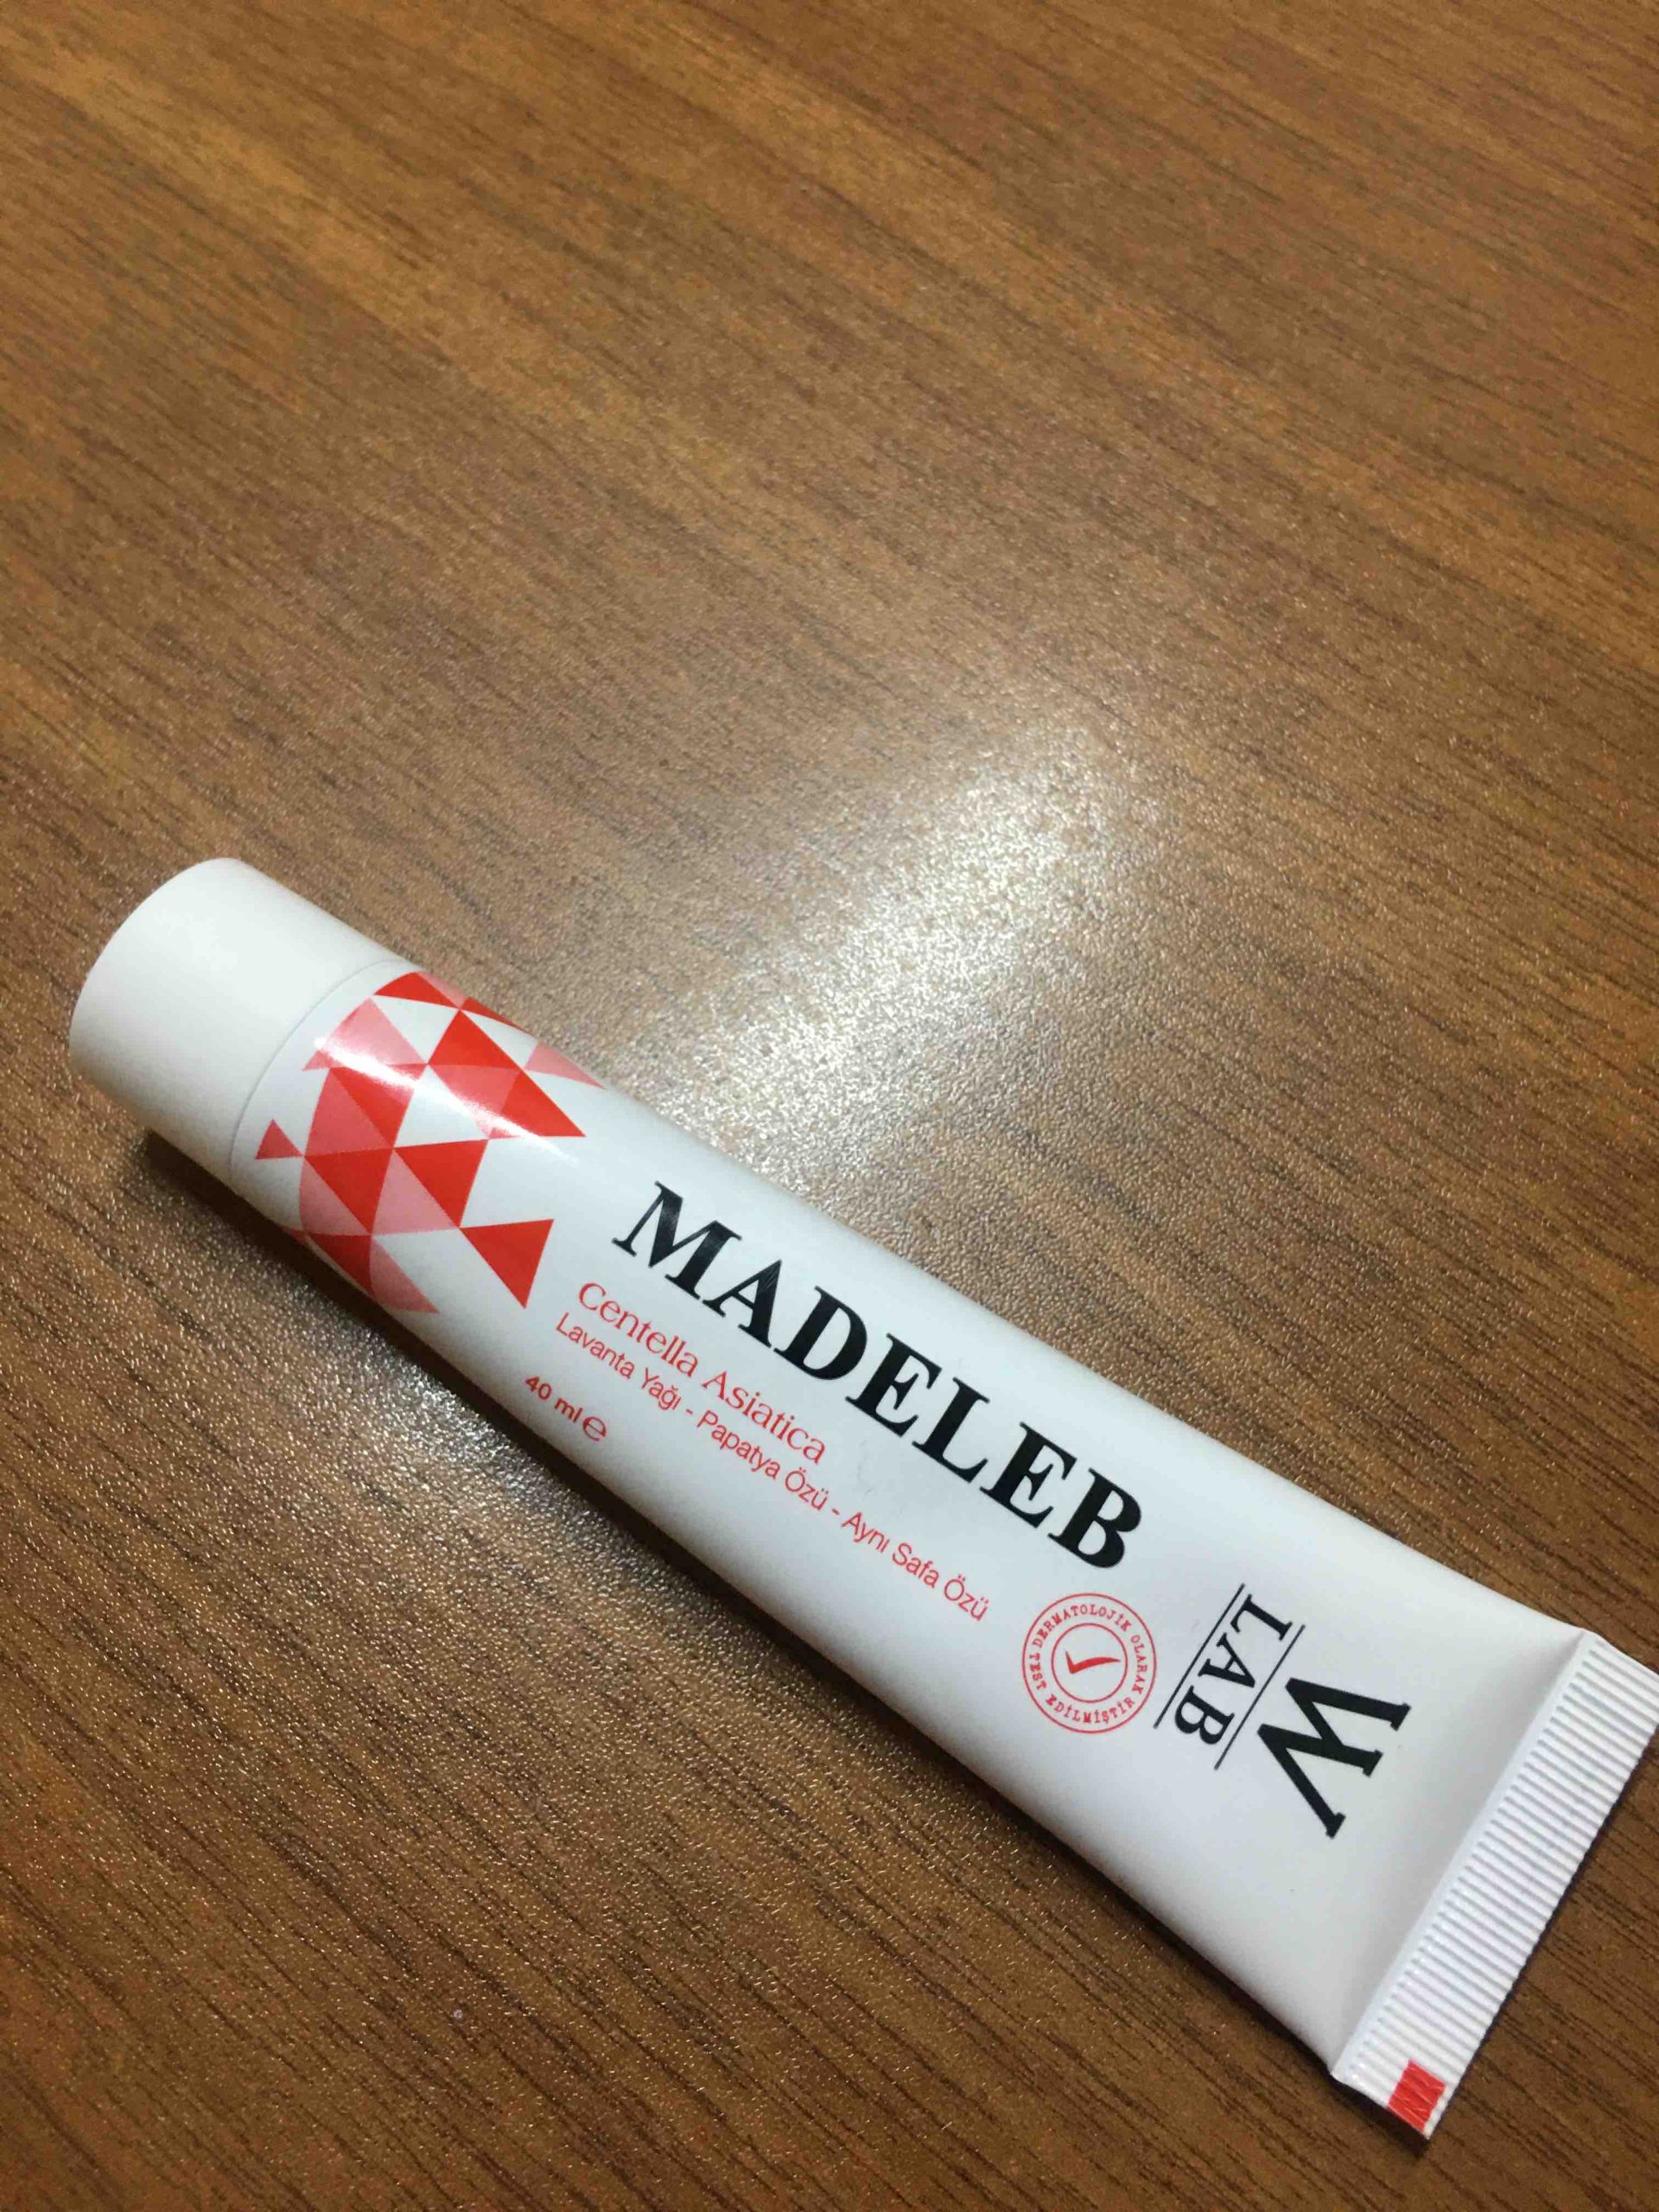 MADELEB
Centella Asiatica
Lavanta Yağı - Papatya Özü - Aynı Safa Özü
40 ml ℮
DERMATOLOJİK OLARAK TEST EDİLMİŞTİR
W
LAB